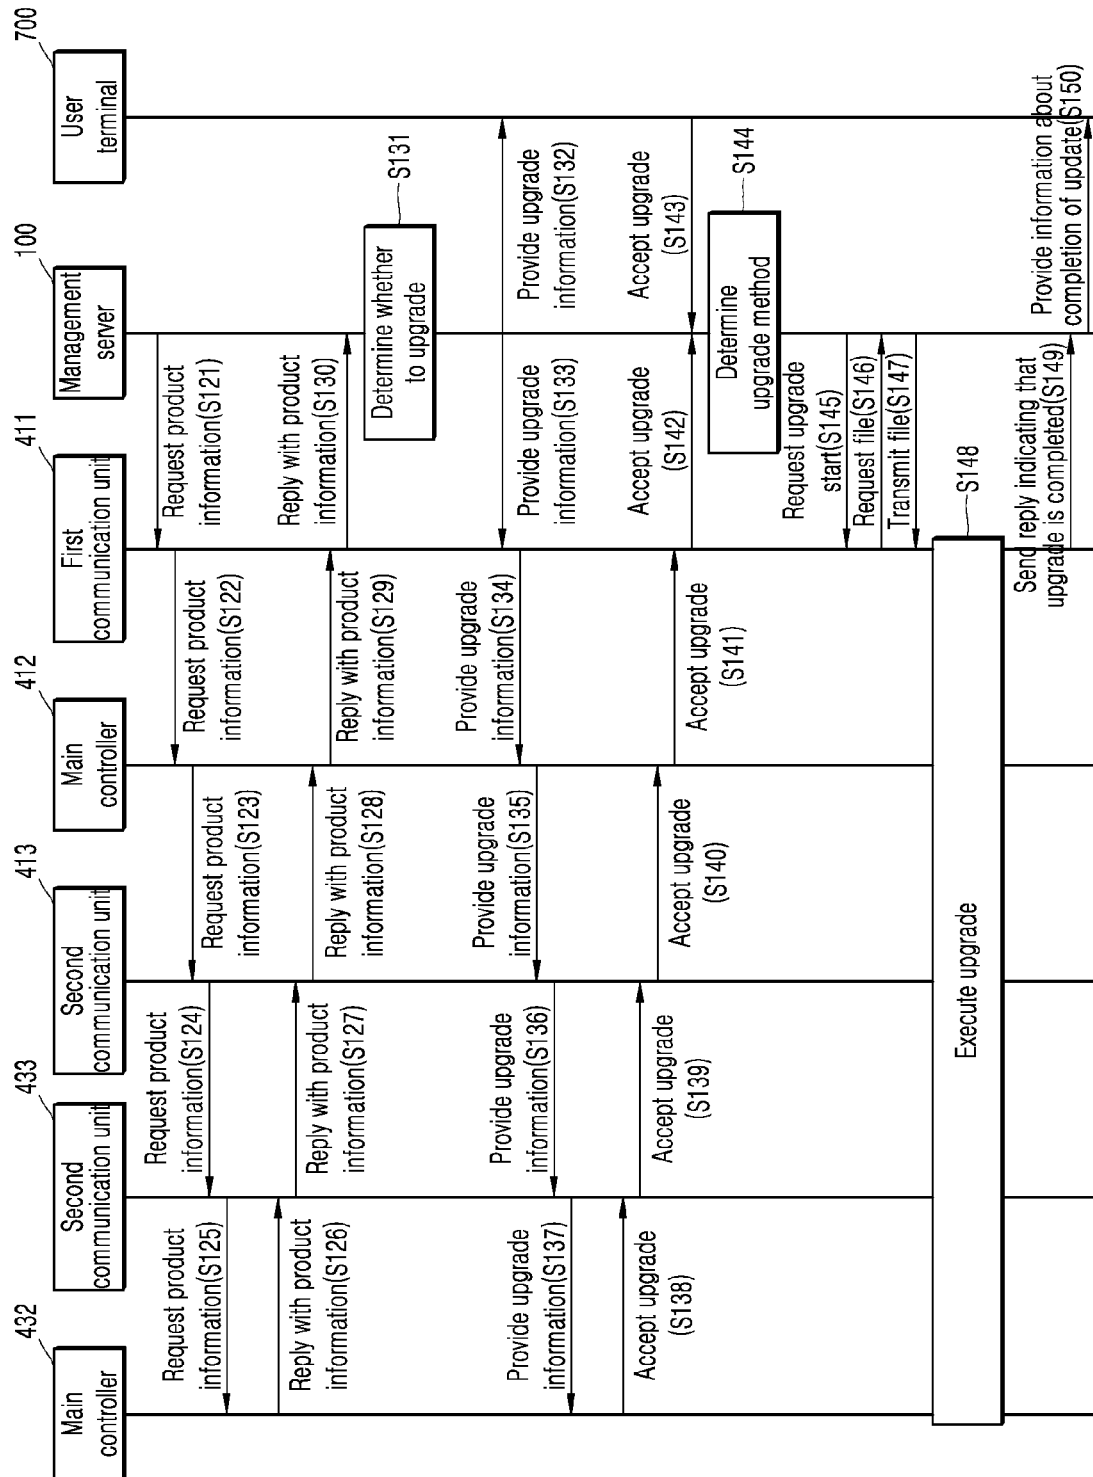 432
Main
controller
433
Second
communication unit
413
Second
communication unit
412
Main
controller
411
First
communication unit
100
Management
server
700
User
terminal
Request product
information(S121)
Request product
information(S122)
Request product
information(S123)
Request product
information(S124)
Request product
information(S125)
Reply with product
information(S126)
Reply with product
information(S127)
Reply with product
information(S128)
Reply with product
information(S129)
Reply with product
information(S130)
Determine whether
to upgrade
S131
Provide upgrade
information(S132)
Provide upgrade
information(S133)
Provide upgrade
information(S134)
Provide upgrade
information(S135)
Provide upgrade
information(S136)
Provide upgrade
information(S137)
Accept upgrade
(S138)
Accept upgrade
(S139)
Accept upgrade
(S140)
Accept upgrade
(S141)
Accept upgrade
(S142)
Accept upgrade
(S143)
Determine
upgrade method
S144
Request upgrade
start(S145)
Request file(S146)
Transmit file(S147)
Execute upgrade
S148
Send reply indicating that
upgrade is completed(S149)
Provide information about
completion of update(S150)